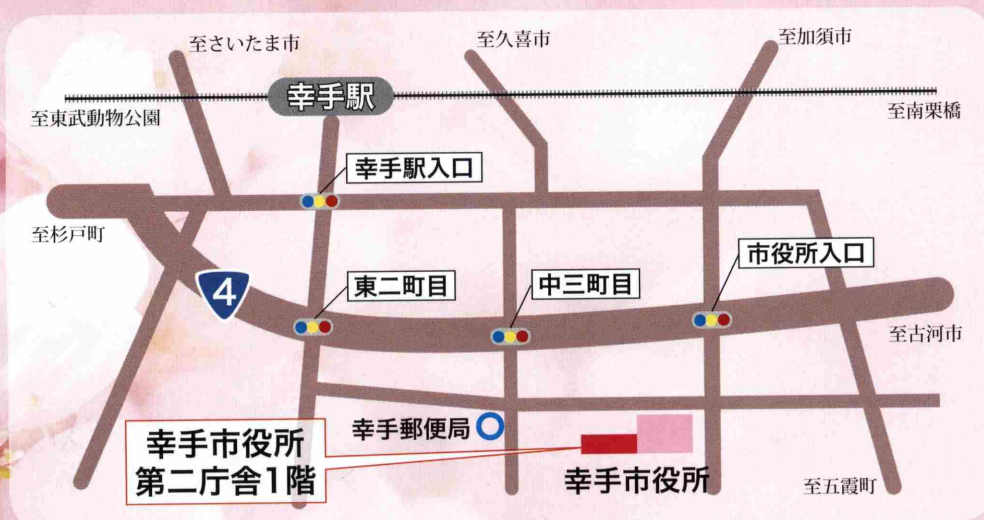 至さいたま市
至久喜市
至加須市
幸手駅
至東武動物公園
至南栗橋
幸手駅入口
至杉戸町
市役所入口
東二町目
中三町目
4
至古河市
幸手郵便局
幸手市役所
第二庁舎1階
幸手市役所
至五霞町